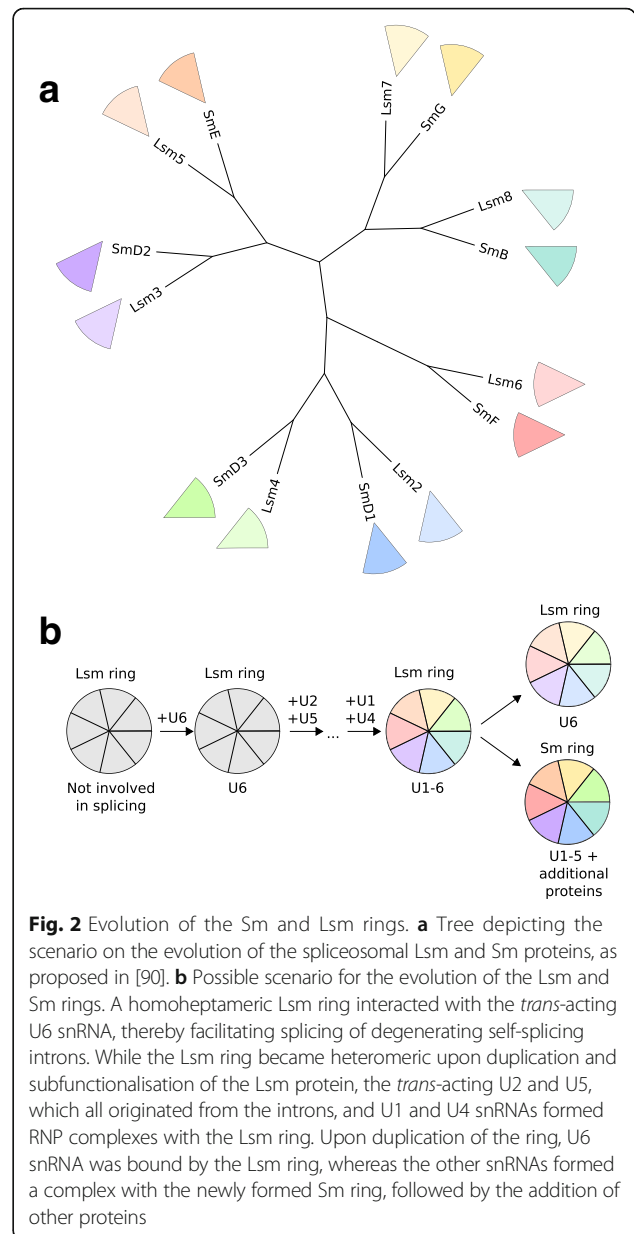 a
Lsm7
SmG
SmE
Lsm5
Lsm8
SmB
SmD2
Lsm3
Lsm6
SmF
SmD3
Lsm4
SmD1
Lsm2
b
Lsm ring
Lsm ring
Lsm ring
Lsm ring
+U6
+U2
+U5
...
+U1
+U4
Not involved
in splicing
U6
U1-6
U6
Sm ring
U1-5 +
additional
proteins
Fig. 2 Evolution of the Sm and Lsm rings. a Tree depicting the
scenario on the evolution of the spliceosomal Lsm and Sm proteins, as
proposed in [90]. b Possible scenario for the evolution of the Lsm and
Sm rings. A homoheptameric Lsm ring interacted with the trans-acting
U6 snRNA, thereby facilitating splicing of degenerating self-splicing
introns. While the Lsm ring became heteromeric upon duplication and
subfunctionalisation of the Lsm protein, the trans-acting U2 and U5,
which all originated from the introns, and U1 and U4 snRNAs formed
RNP complexes with the Lsm ring. Upon duplication of the ring, U6
snRNA was bound by the Lsm ring, whereas the other snRNAs formed
a complex with the newly formed Sm ring, followed by the addition of
other proteins